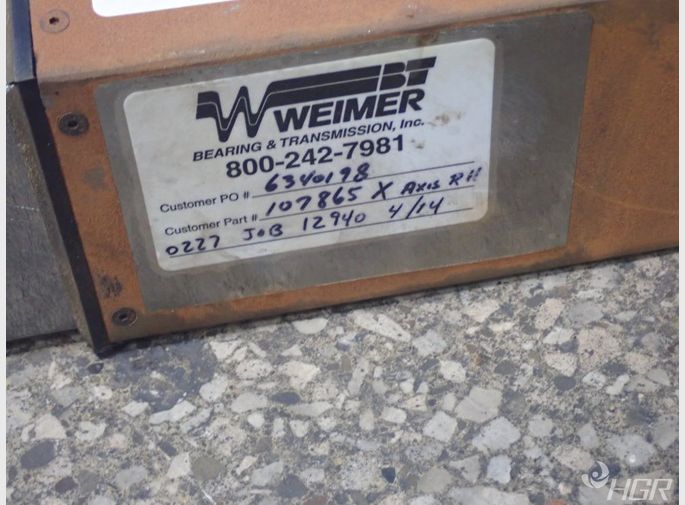 BT
WEIMER
BEARING & TRANSMISSION, Inc.
800-242-7981
Customer PO # 6340198
Customer Part # 107865 X Axis RH
0227 JOB 12940 4/14
HGR